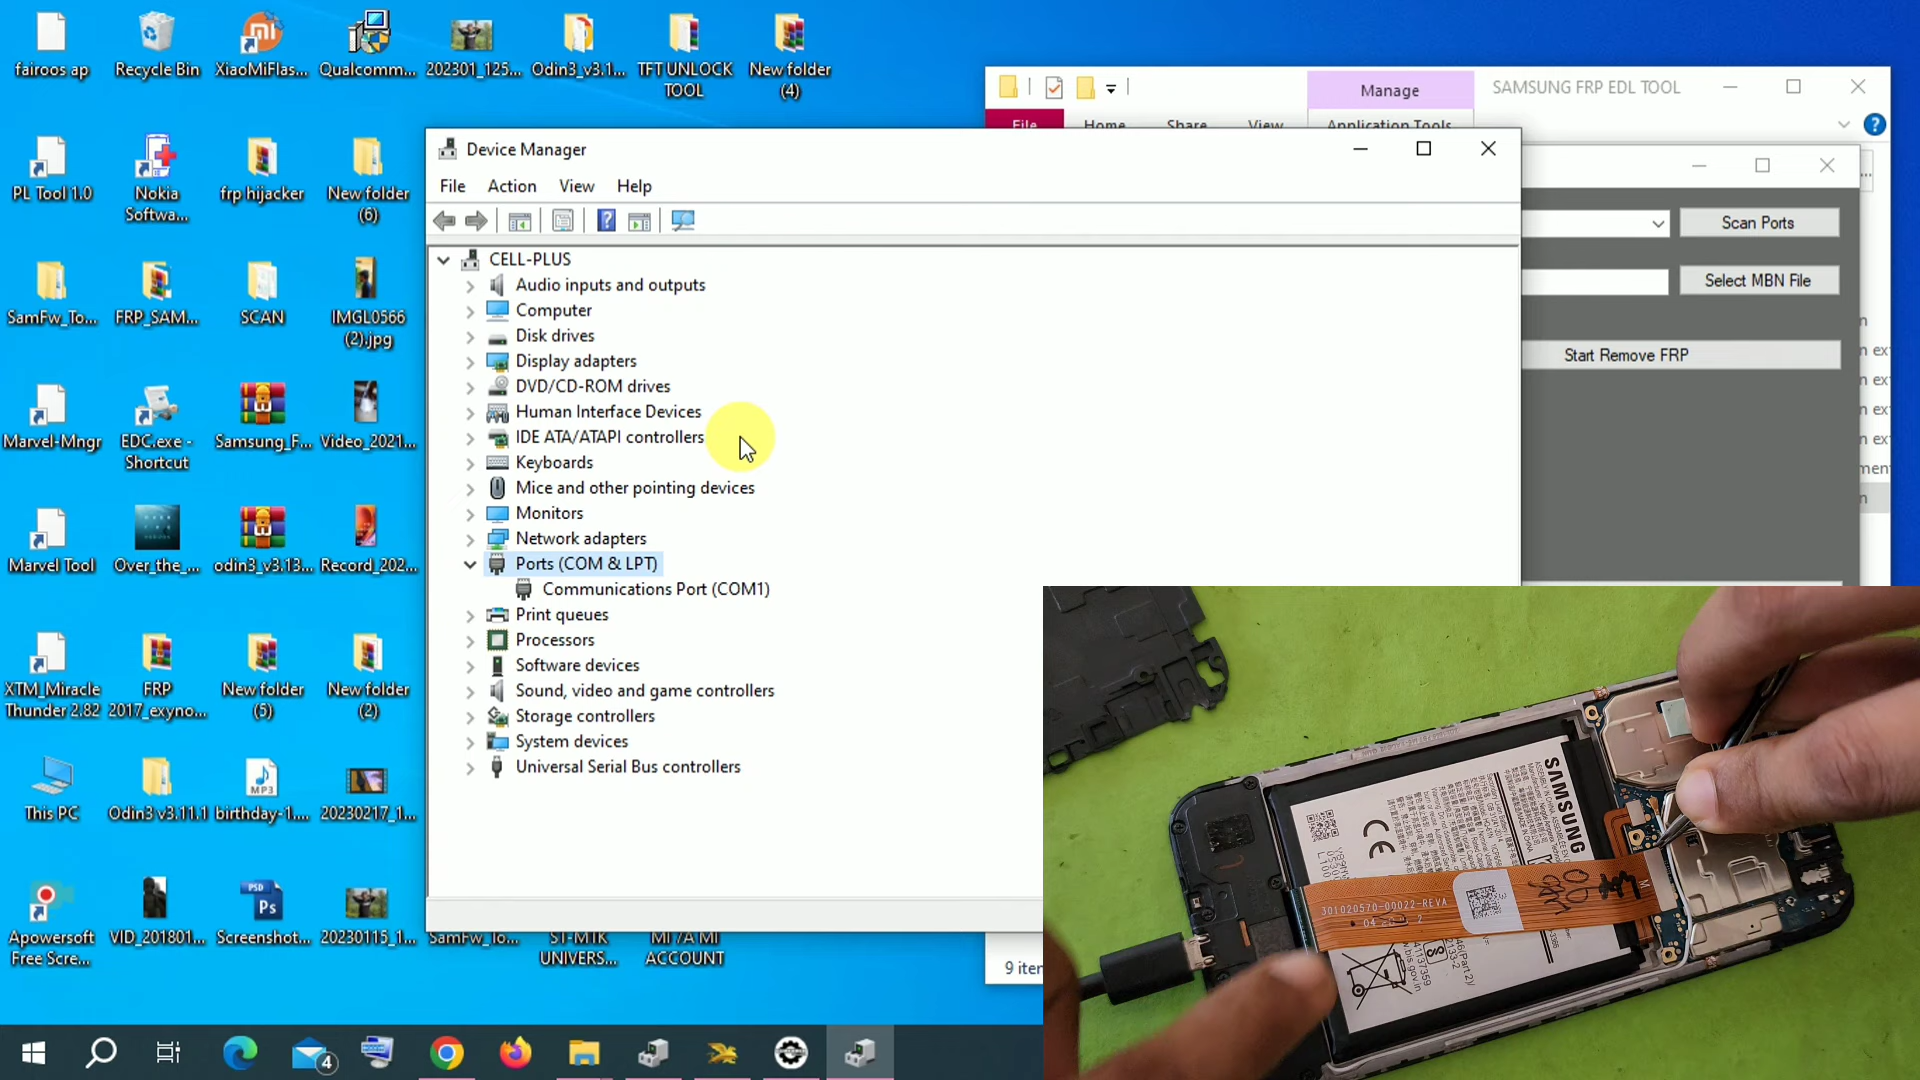 fairoos ap
Recycle Bin
XiaoMiFlas...
Qualcomm...
202301_125...
Odin3_v3.1...
TFT UNLOCK
TOOL
New folder
(4)
PL Tool 1.0
Nokia
Softwa...
frp hijacker
New folder
(6)
SamFw_To...
FRP_SAM...
SCAN
IMGL0566
(2).jpg
Marvel-Mngr
EDC.exe -
Shortcut
Samsung_F...
Video_2021...
Marvel Tool
Over_the_...
odin3_v3.13...
Record_202...
XTM_Miracle
Thunder 2.82
FRP
2017_exyno...
New folder
(5)
New folder
(2)
This PC
Odin3 v3.11.1
birthday-1....
20230217_1...
Apowersoft
Free Scre...
VID_201801...
Screenshot...
20230115_1...
SamFw_To...
ST-MTK
UNIVERS...
MI /A MI
ACCOUNT
MP3
PSD
Ps
Manage
SAMSUNG FRP EDL TOOL
File
Home
Share
View
Application Tools
Device Manager
File
Action
View
Help
CELL-PLUS
Audio inputs and outputs
Computer
Disk drives
Display adapters
DVD/CD-ROM drives
Human Interface Devices
IDE ATA/ATAPI controllers
Keyboards
Mice and other pointing devices
Monitors
Network adapters
Ports (COM & LPT)
Communications Port (COM1)
Print queues
Processors
Software devices
Sound, video and game controllers
Storage controllers
System devices
Universal Serial Bus controllers
Scan Ports
Select MBN File
Start Remove FRP
9 iten
4
SAMSUNG
CE
301020570-00022-REVA
M